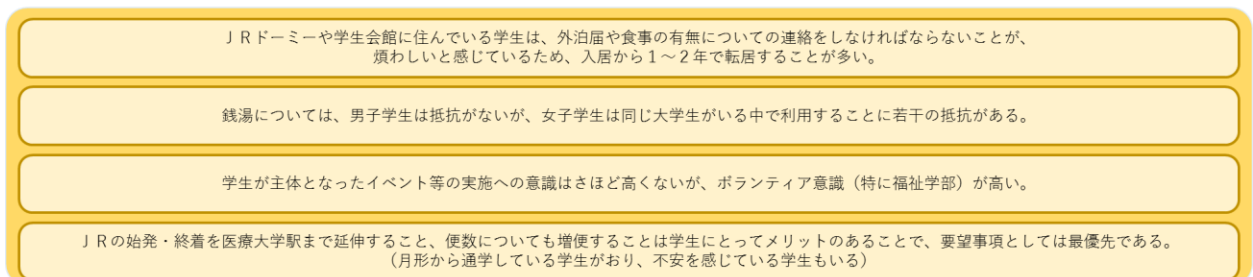 ＪＲドーミーや学生会館に住んでいる学生は、外泊届や食事の有無についての連絡をしなければならないことが、
煩わしいと感じているため、入居から１～２年で転居することが多い。
銭湯については、男子学生は抵抗がないが、女子学生は同じ大学生がいる中で利用することに若干の抵抗がある。
学生が主体となったイベント等の実施への意識はさほど高くないが、ボランティア意識（特に福祉学部）が高い。
ＪＲの始発・終着を医療大学駅まで延伸すること、便数についても増便することは学生にとってメリットのあることで、要望事項としては最優先である。
（月形から通学している学生がおり、不安を感じている学生もいる）